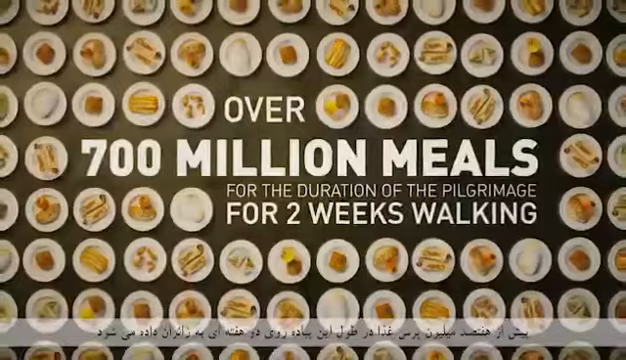 OVER
700 MILLION MEALS
FOR THE DURATION OF THE PILGRIMAGE
FOR 2 WEEKS WALKING
بیش از هفتصد میلیون پرس غذا در طول این پیاده روی دو هفته ای به زائران داده می شود